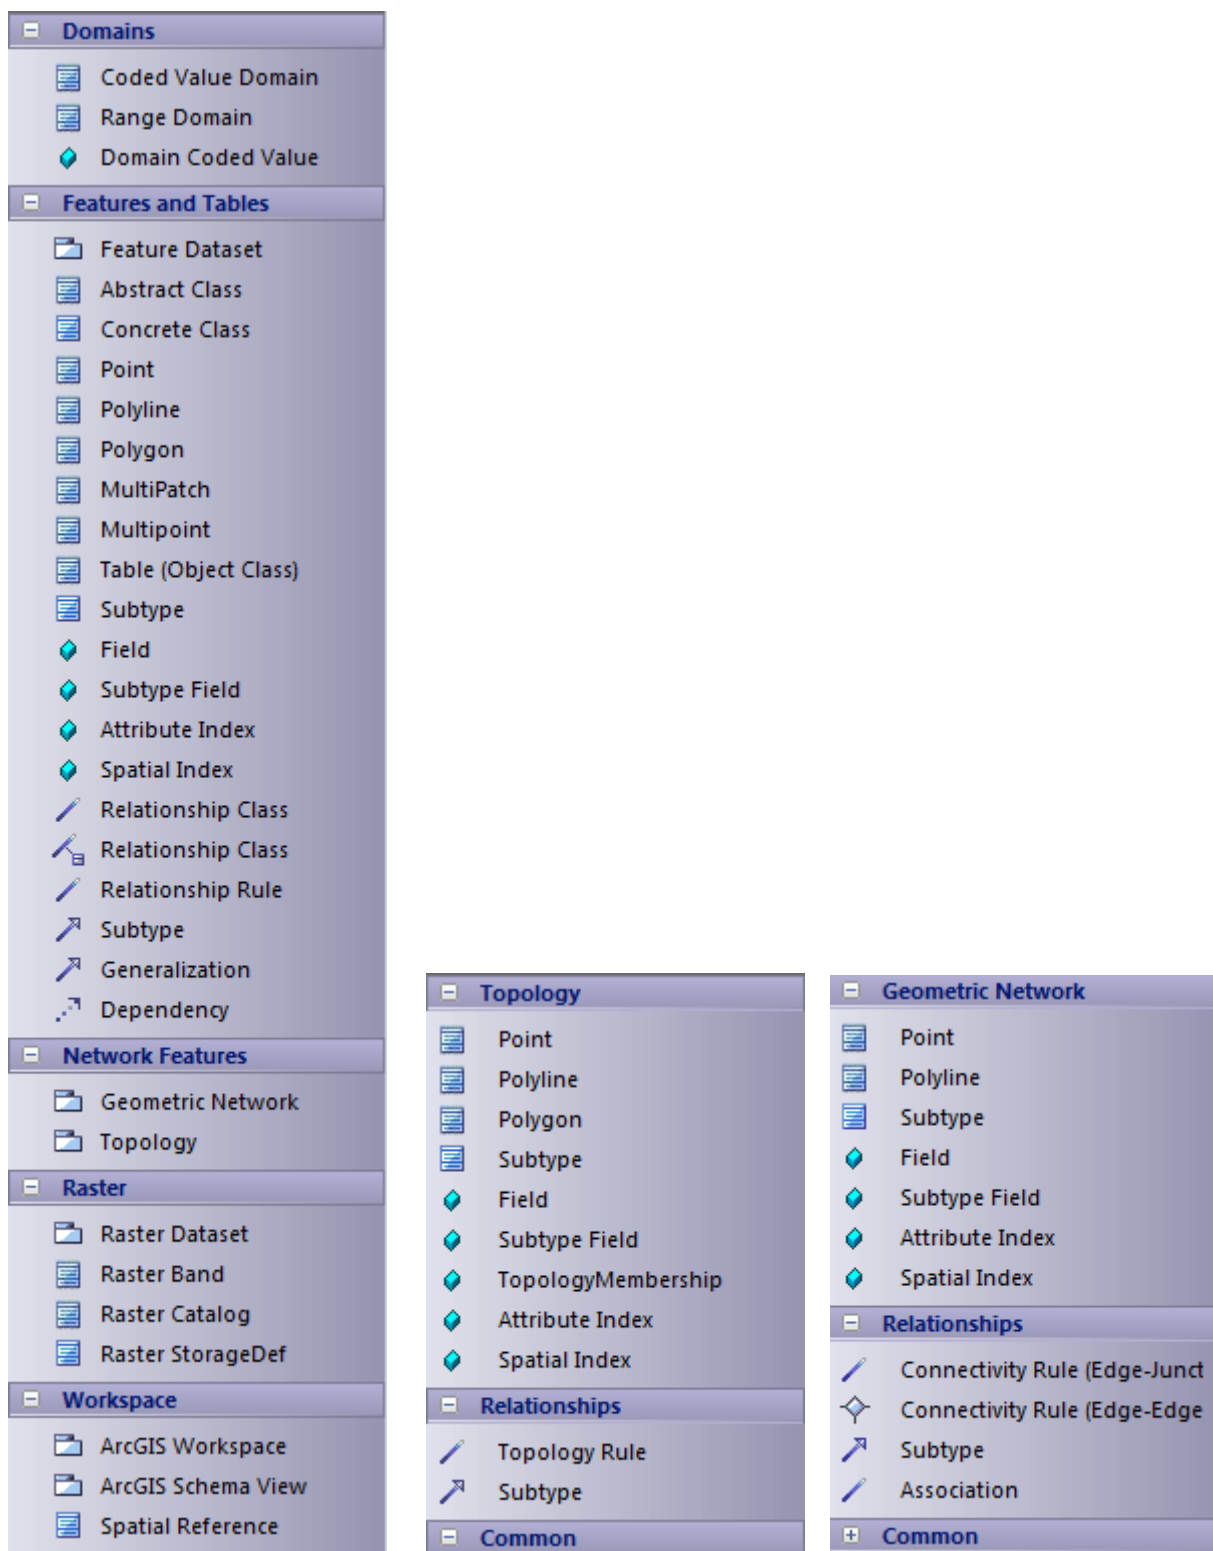 Domains
Coded Value Domain
Range Domain
Domain Coded Value
Features and Tables
Feature Dataset
Abstract Class
Concrete Class
Point
Polyline
Polygon
MultiPatch
Multipoint
Table (Object Class)
Subtype
Field
Subtype Field
Attribute Index
Spatial Index
Relationship Class
Relationship Class
Relationship Rule
Subtype
Generalization
Dependency
Network Features
Geometric Network
Topology
Raster
Raster Dataset
Raster Band
Raster Catalog
Raster StorageDef
Workspace
ArcGIS Workspace
ArcGIS Schema View
Spatial Reference
Topology
Point
Polyline
Polygon
Subtype
Field
Subtype Field
TopologyMembership
Attribute Index
Spatial Index
Relationships
Topology Rule
Subtype
Common
Geometric Network
Point
Polyline
Subtype
Field
Subtype Field
Attribute Index
Spatial Index
Relationships
Connectivity Rule (Edge-Junct
Connectivity Rule (Edge-Edge
Subtype
Association
Common